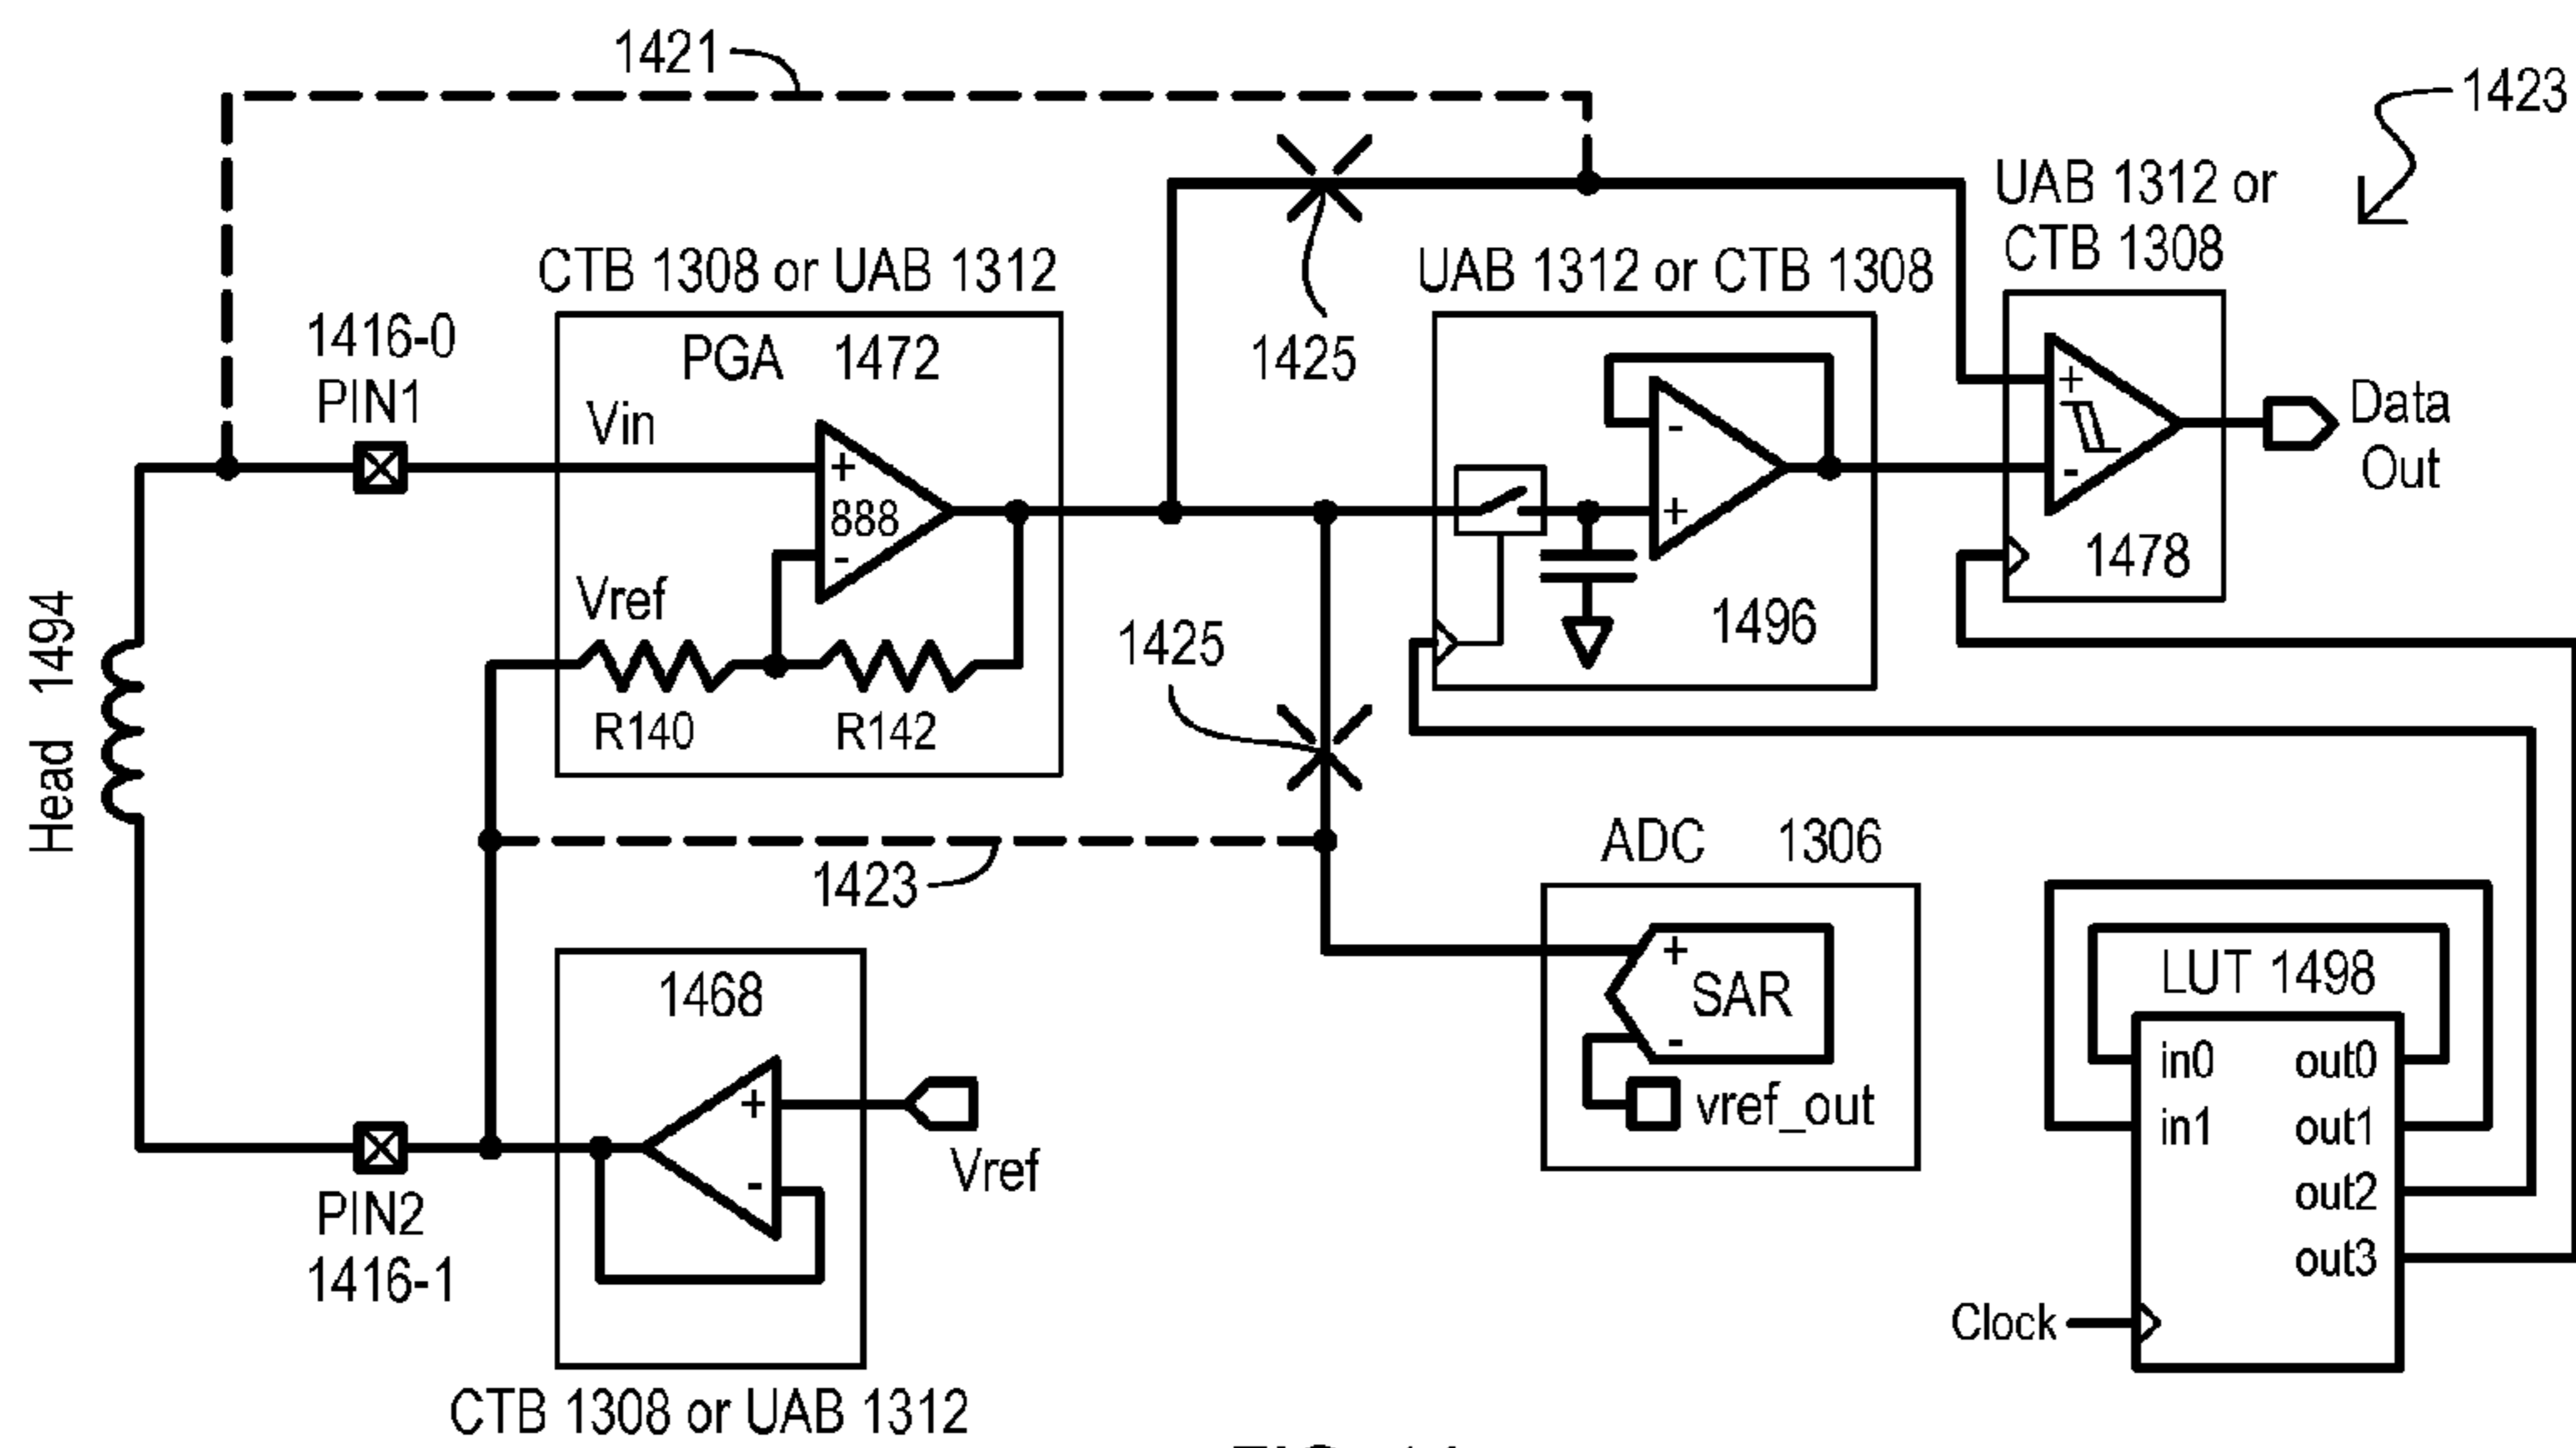 1421
1423
UAB 1312 or
CTB 1308
CTB 1308 or UAB 1312
UAB 1312 or CTB 1308
1416-0
PIN1
PGA 1472
1425
Vin
+
888
-
Vref
R140
R142
-
+
1496
+
-
1478
Data
Out
Head 1494
1425
1423
ADC 1306
+
SAR
-
vref_out
1468
+
-
Vref
PIN2
1416-1
CTB 1308 or UAB 1312
LUT 1498
in0 out0
in1 out1
out2
out3
Clock